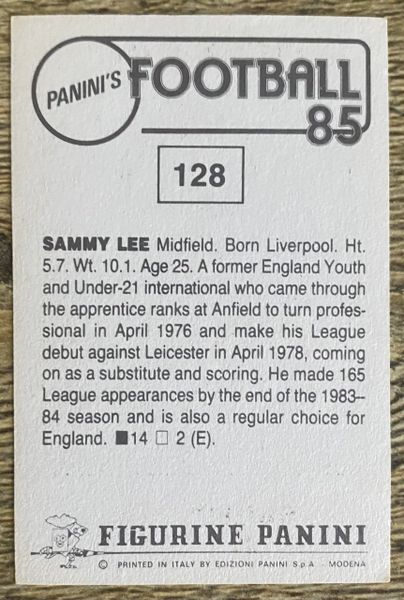 PANINI'S FOOTBALL
85
128
SAMMY LEE Midfield. Born Liverpool. Ht.
5.7. Wt. 10.1. Age 25. A former England Youth
and Under-21 international who came through
the apprentice ranks at Anfield to turn profes-
sional in April 1976 and make his League
debut against Leicester in April 1978, coming
on as a substitute and scoring. He made 165
League appearances by the end of the 1983–
84 season and is also a regular choice for
England. ■14 □ 2 (E).
FIGURINE PANINI
© PRINTED IN ITALY BY EDIZIONI PANINI S.p.A. - MODENA